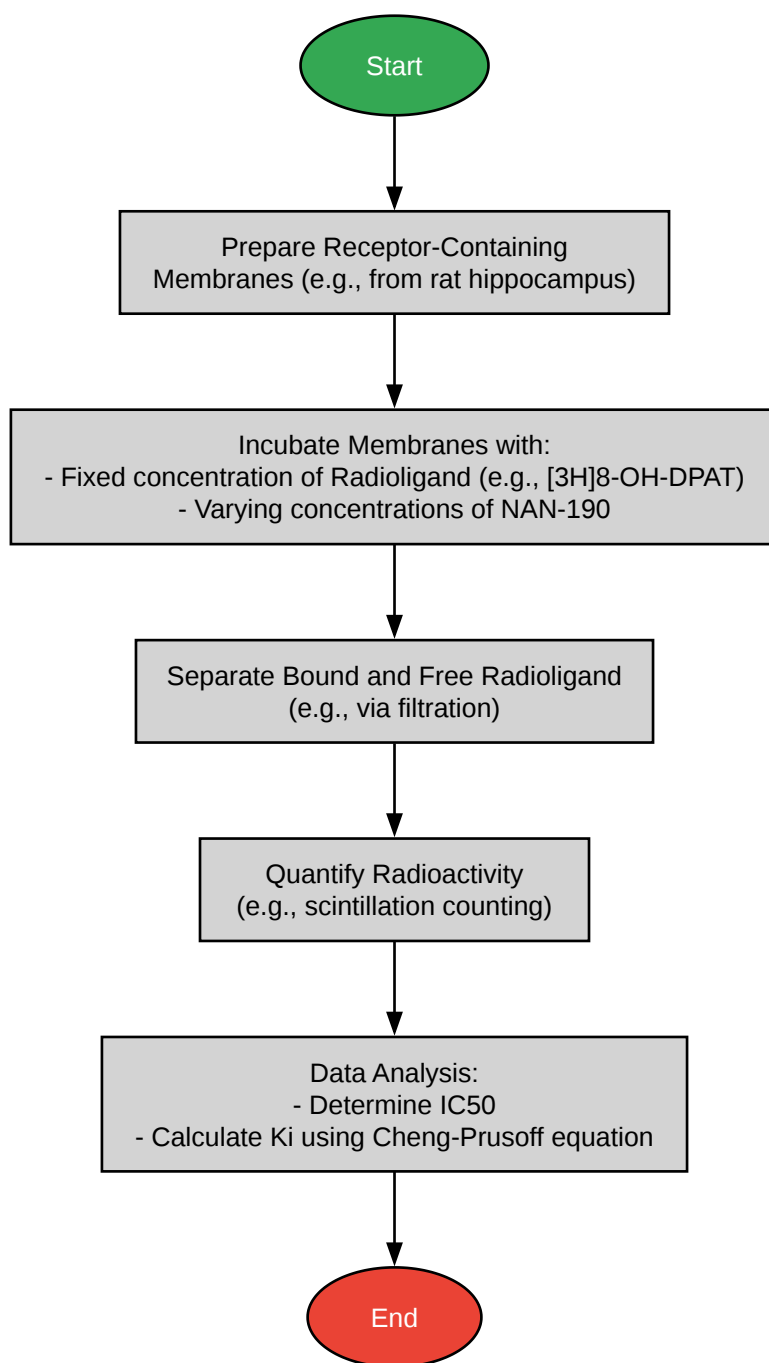 Start
Prepare Receptor-Containing
Membranes (e.g., from rat hippocampus)
Incubate Membranes with:
- Fixed concentration of Radioligand (e.g., [3H]8-OH-DPAT)
- Varying concentrations of NAN-190
Separate Bound and Free Radioligand
(e.g., via filtration)
Quantify Radioactivity
(e.g., scintillation counting)
Data Analysis:
- Determine IC50
- Calculate Ki using Cheng-Prusoff equation
End